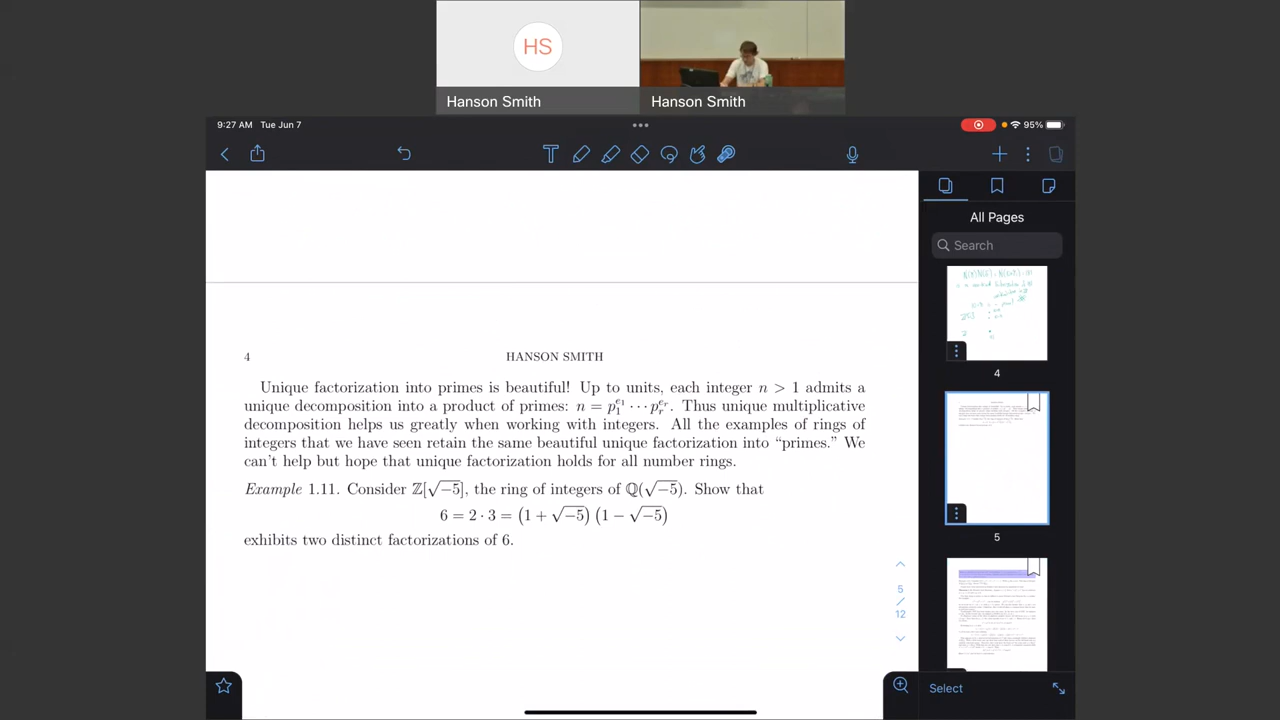 HS
Hanson Smith
Hanson Smith
9:27 AM Tue Jun 7
95%
All Pages
Search
4
5
4 HANSON SMITH
Unique factorization into primes is beautiful! Up to units, each integer n > 1 admits a
unique decomposition into a product of primes: n = p₁^{e₁} ⋯ pᵣ^{eᵣ}. Thus unique multiplicative
decomposition helps us greatly when working with integers. All the examples of rings of
integers that we have seen retain the same beautiful unique factorization into “primes.” We
can’t help but hope that unique factorization holds for all number rings.
Example 1.11. Consider ℤ[√−5], the ring of integers of ℚ(√−5). Show that
6 = 2 · 3 = (1 + √−5) (1 − √−5)
exhibits two distinct factorizations of 6.
5
/
12
Select